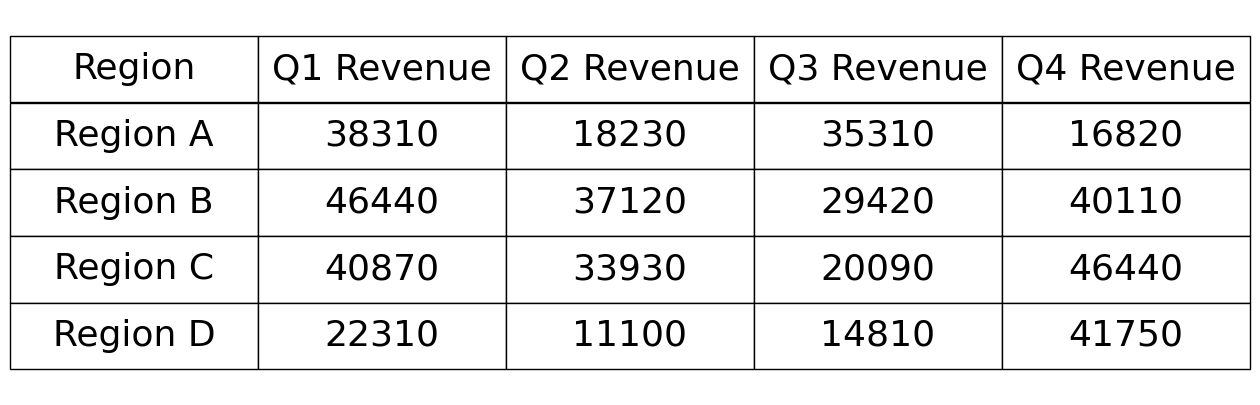 Region Q1 Revenue Q2 Revenue Q3 Revenue Q4 Revenue
Region A 38310 18230 35310 16820
Region B 46440 37120 29420 40110
Region C 40870 33930 20090 46440
Region D 22310 11100 14810 41750